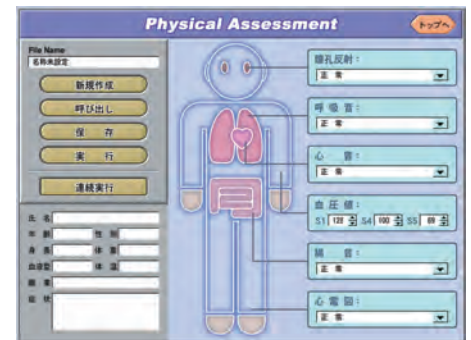 Physical Assessment
トップへ
File Name
名称未設定
新規作成
呼び出し
保 存
実 行
連続実行
氏 名
年 齢
性 別
身 長
体 重
血液型
体 温
職 業
症 状
瞳孔反射:
正 常
呼 吸 音:
正 常
心 音:
正 常
血 圧 値:
S1 128 S4 100 S5 89
腸 音:
正 常
心 電 図:
正 常